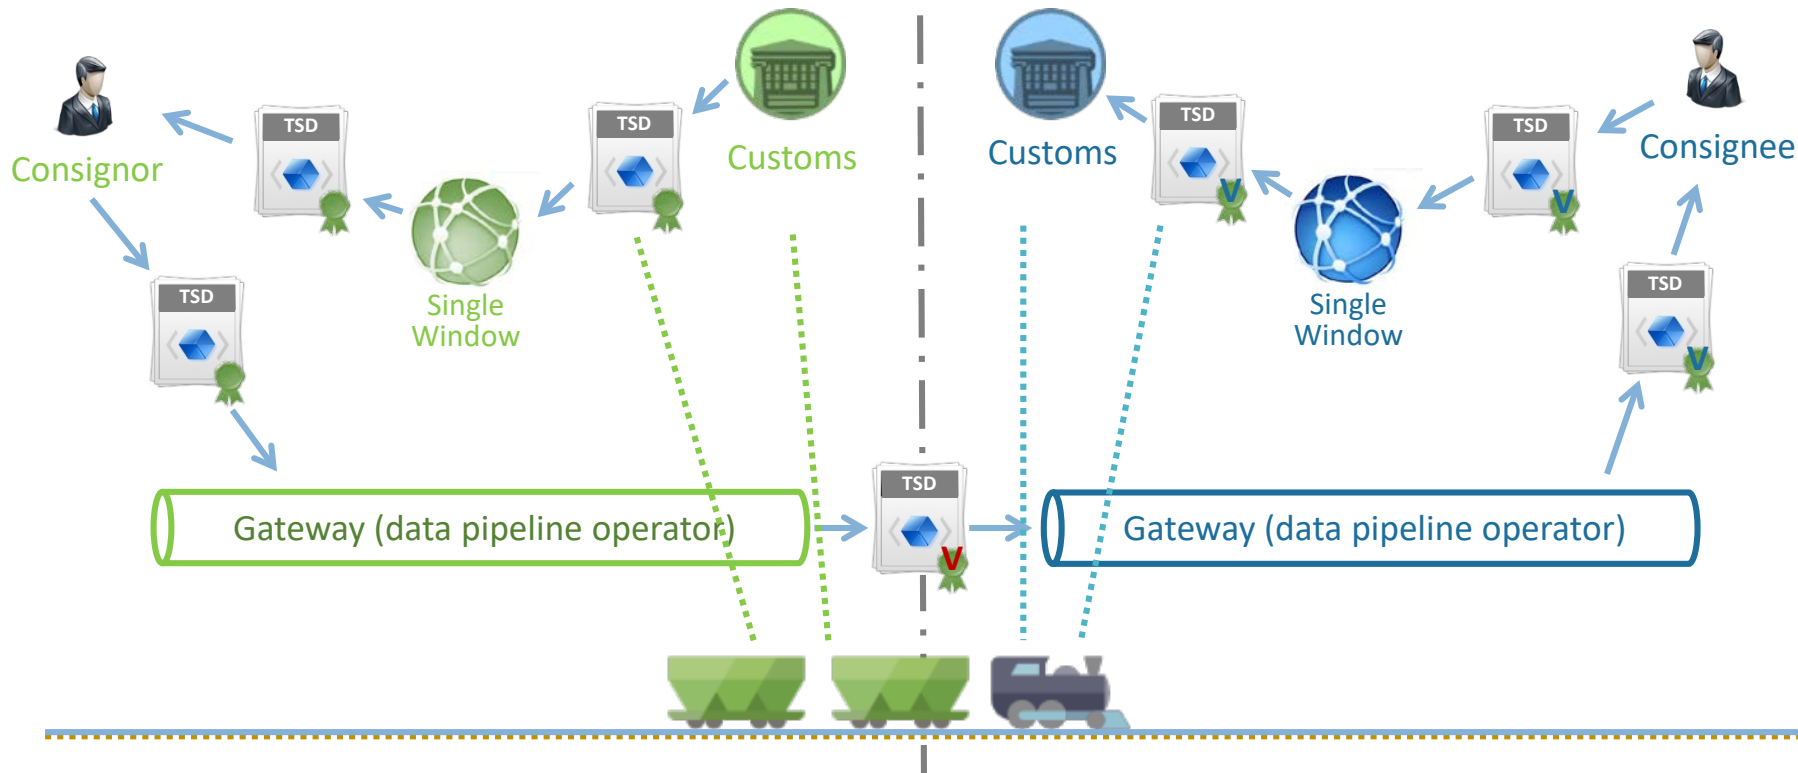 TSD
TSD
Customs
Consignor
Single
Window
TSD
Gateway (data pipeline operator)
TSD
V
Customs
TSD
V
Single
Window
TSD
V
Consignee
TSD
V
Gateway (data pipeline operator)